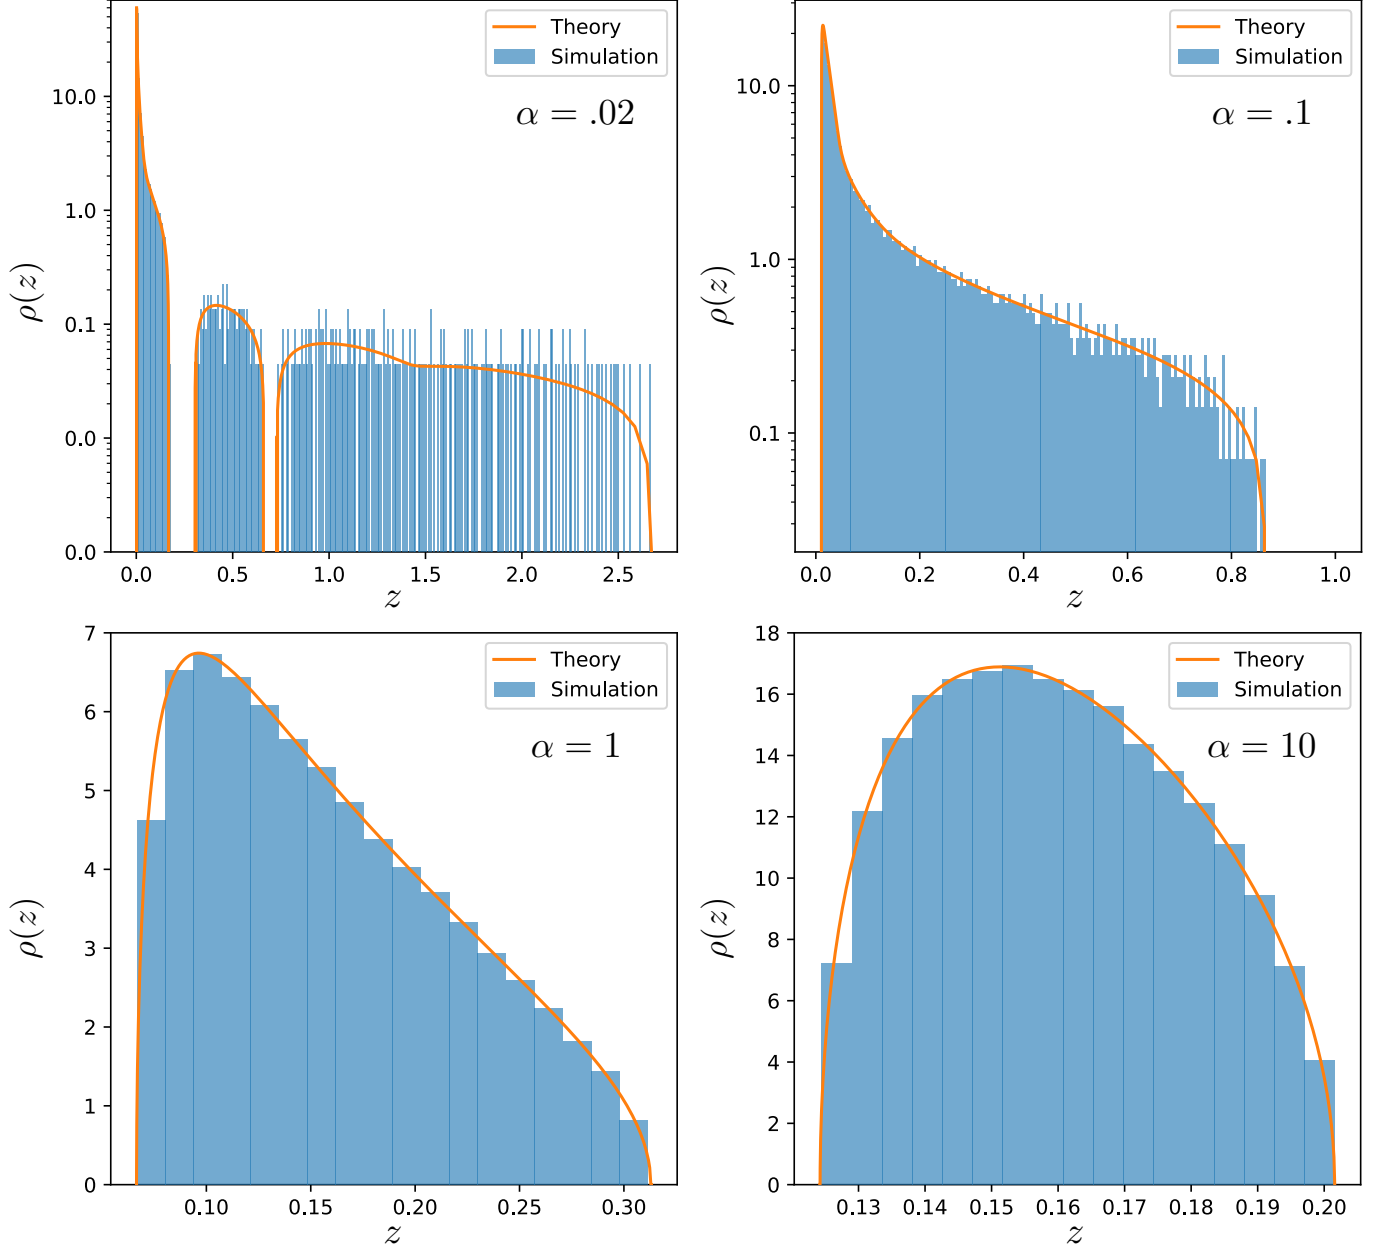 Theory
Simulation
α = .02
10.0
1.0
0.1
0.0
0.0
ρ(z)
0.0 0.5 1.0 1.5 2.0 2.5
z
Theory
Simulation
α = .1
10.0
1.0
0.1
ρ(z)
0.0 0.2 0.4 0.6 0.8 1.0
z
Theory
Simulation
α = 1
7
6
5
4
3
2
1
0
ρ(z)
0.10 0.15 0.20 0.25 0.30
z
Theory
Simulation
α = 10
18
16
14
12
10
8
6
4
2
0
ρ(z)
0.13 0.14 0.15 0.16 0.17 0.18 0.19 0.20
z